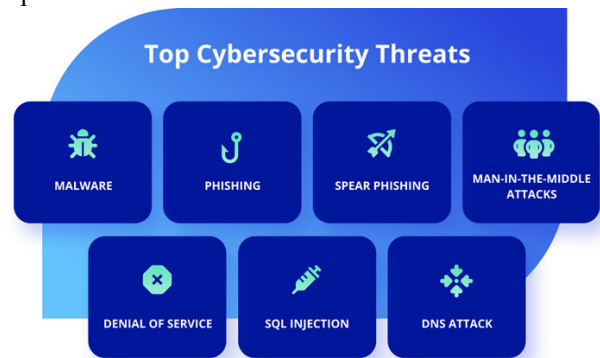 Top Cybersecurity Threats
MALWARE
PHISHING
SPEAR PHISHING
MAN-IN-THE-MIDDLE
ATTACKS
DENIAL OF SERVICE
SQL INJECTION
DNS ATTACK